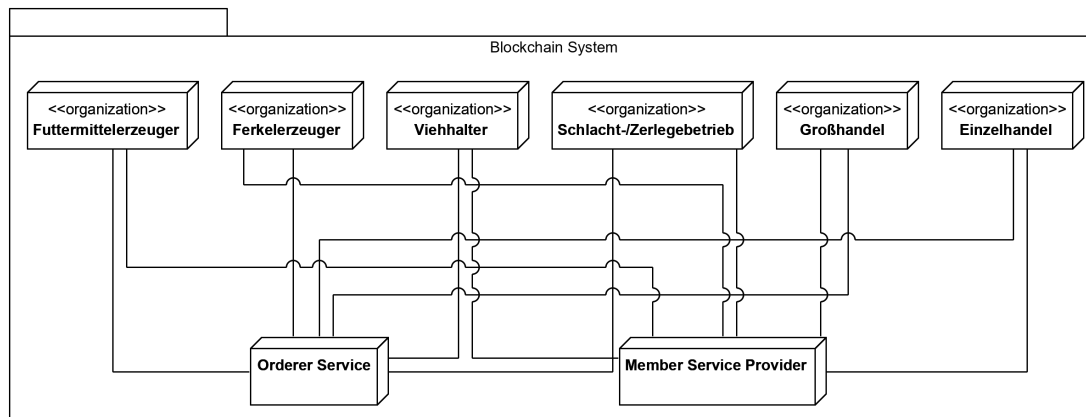 Blockchain System
<<organization>>
Futtermittelerzeuger
<<organization>>
Ferkelerzeuger
<<organization>>
Viehhalter
<<organization>>
Schlacht-/Zerlegebetrieb
<<organization>>
Großhandel
<<organization>>
Einzelhandel
Orderer Service
Member Service Provider